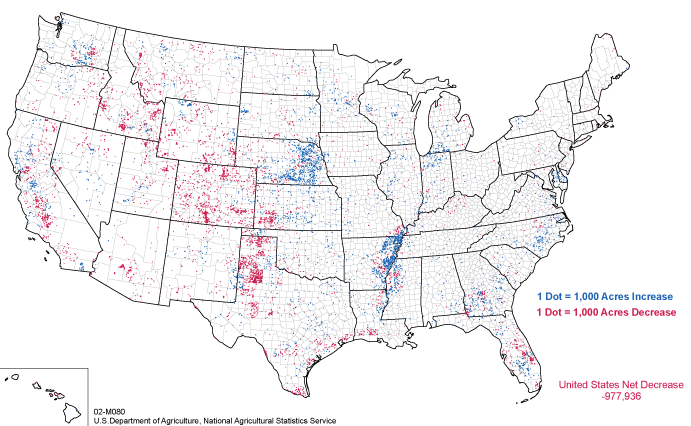 1 Dot = 1,000 Acres Increase
1 Dot = 1,000 Acres Decrease
United States Net Decrease
-977,936
02-M080
U.S.Department of Agriculture, National Agricultural Statistics Service